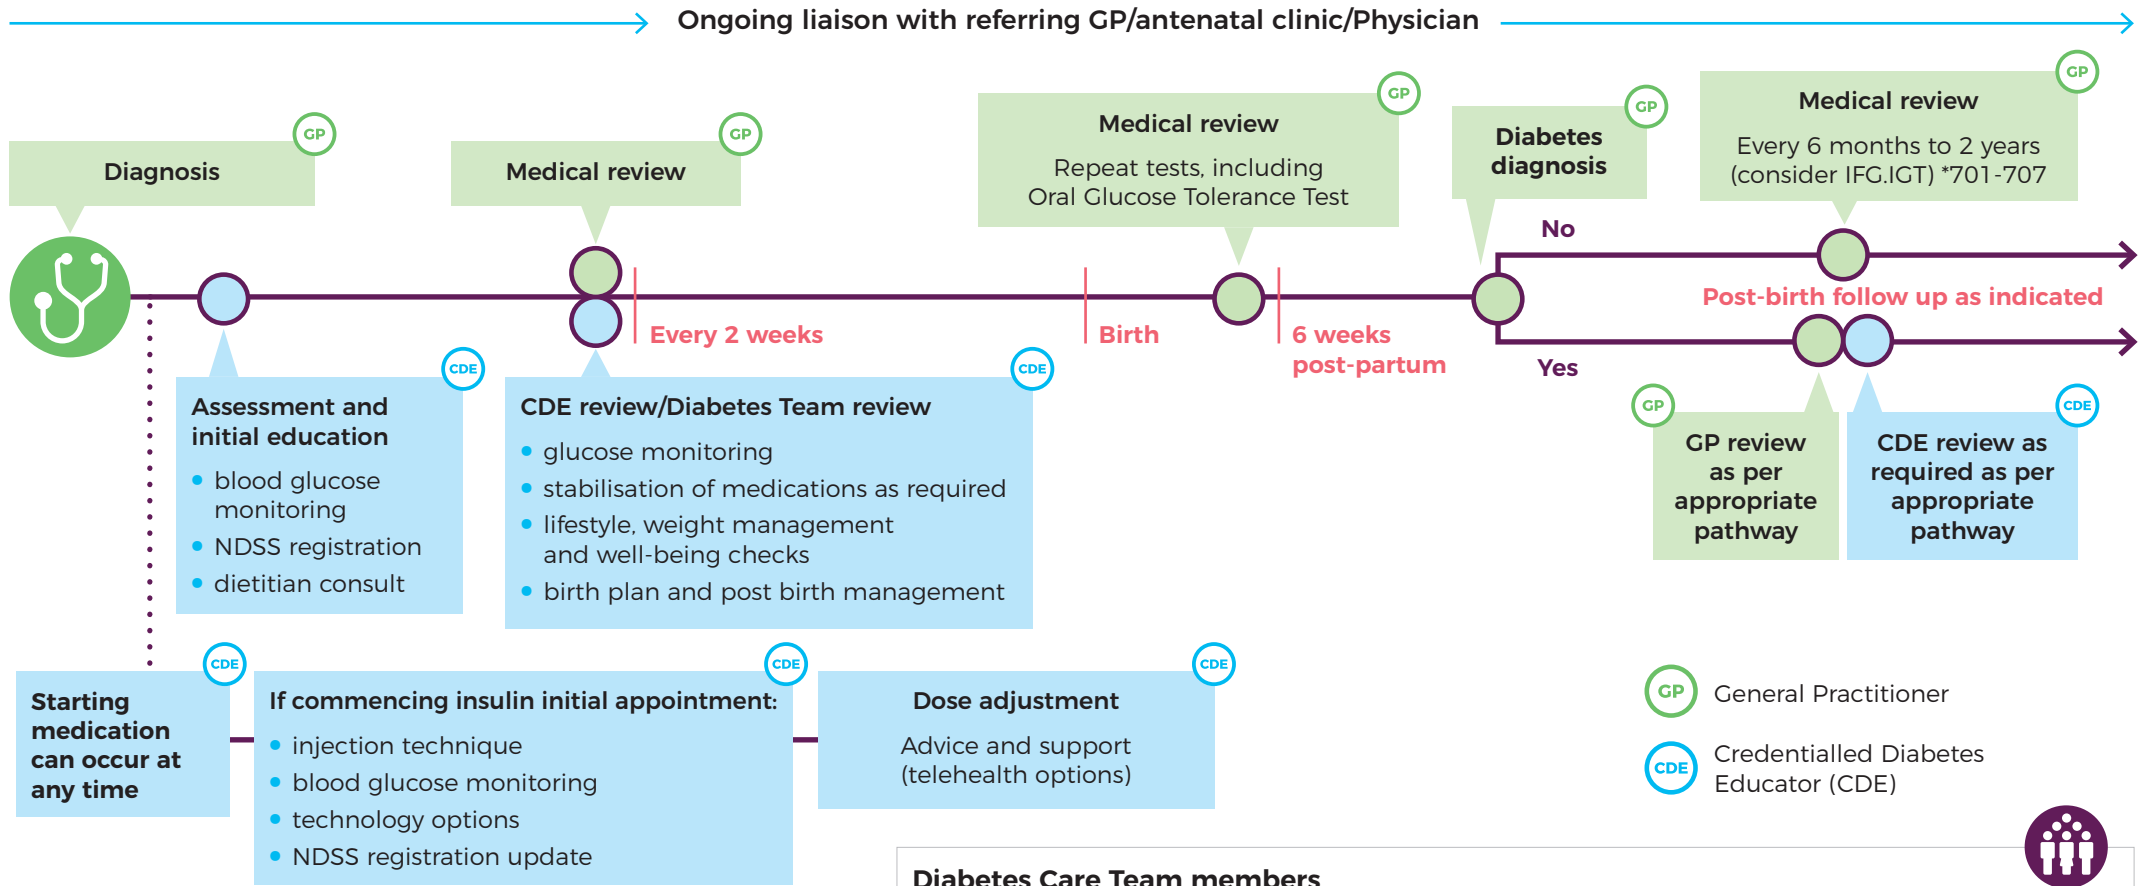 Ongoing liaison with referring GP/antenatal clinic/Physician
GP
Diagnosis
GP
Medical review
GP
Medical review
Repeat tests, including
Oral Glucose Tolerance Test
GP
Diabetes
diagnosis
GP
Medical review
Every 6 months to 2 years
(consider IFG.IGT) *701-707
No
Post-birth follow up as indicated
Every 2 weeks
Birth
6 weeks
post-partum
Yes
CDE
Assessment and
initial education
• blood glucose
monitoring
• NDSS registration
• dietitian consult
CDE
CDE review/Diabetes Team review
• glucose monitoring
• stabilisation of medications as required
• lifestyle, weight management
and well-being checks
• birth plan and post birth management
GP
GP review
as per
appropriate
pathway
CDE
CDE review as
required as per
appropriate
pathway
CDE
Starting
medication
can occur at
any time
CDE
If commencing insulin initial appointment:
• injection technique
• blood glucose monitoring
• technology options
• NDSS registration update
CDE
Dose adjustment
Advice and support
(telehealth options)
GP General Practitioner
CDE Credentialled Diabetes
Educator (CDE)
Diabetes Care Team members